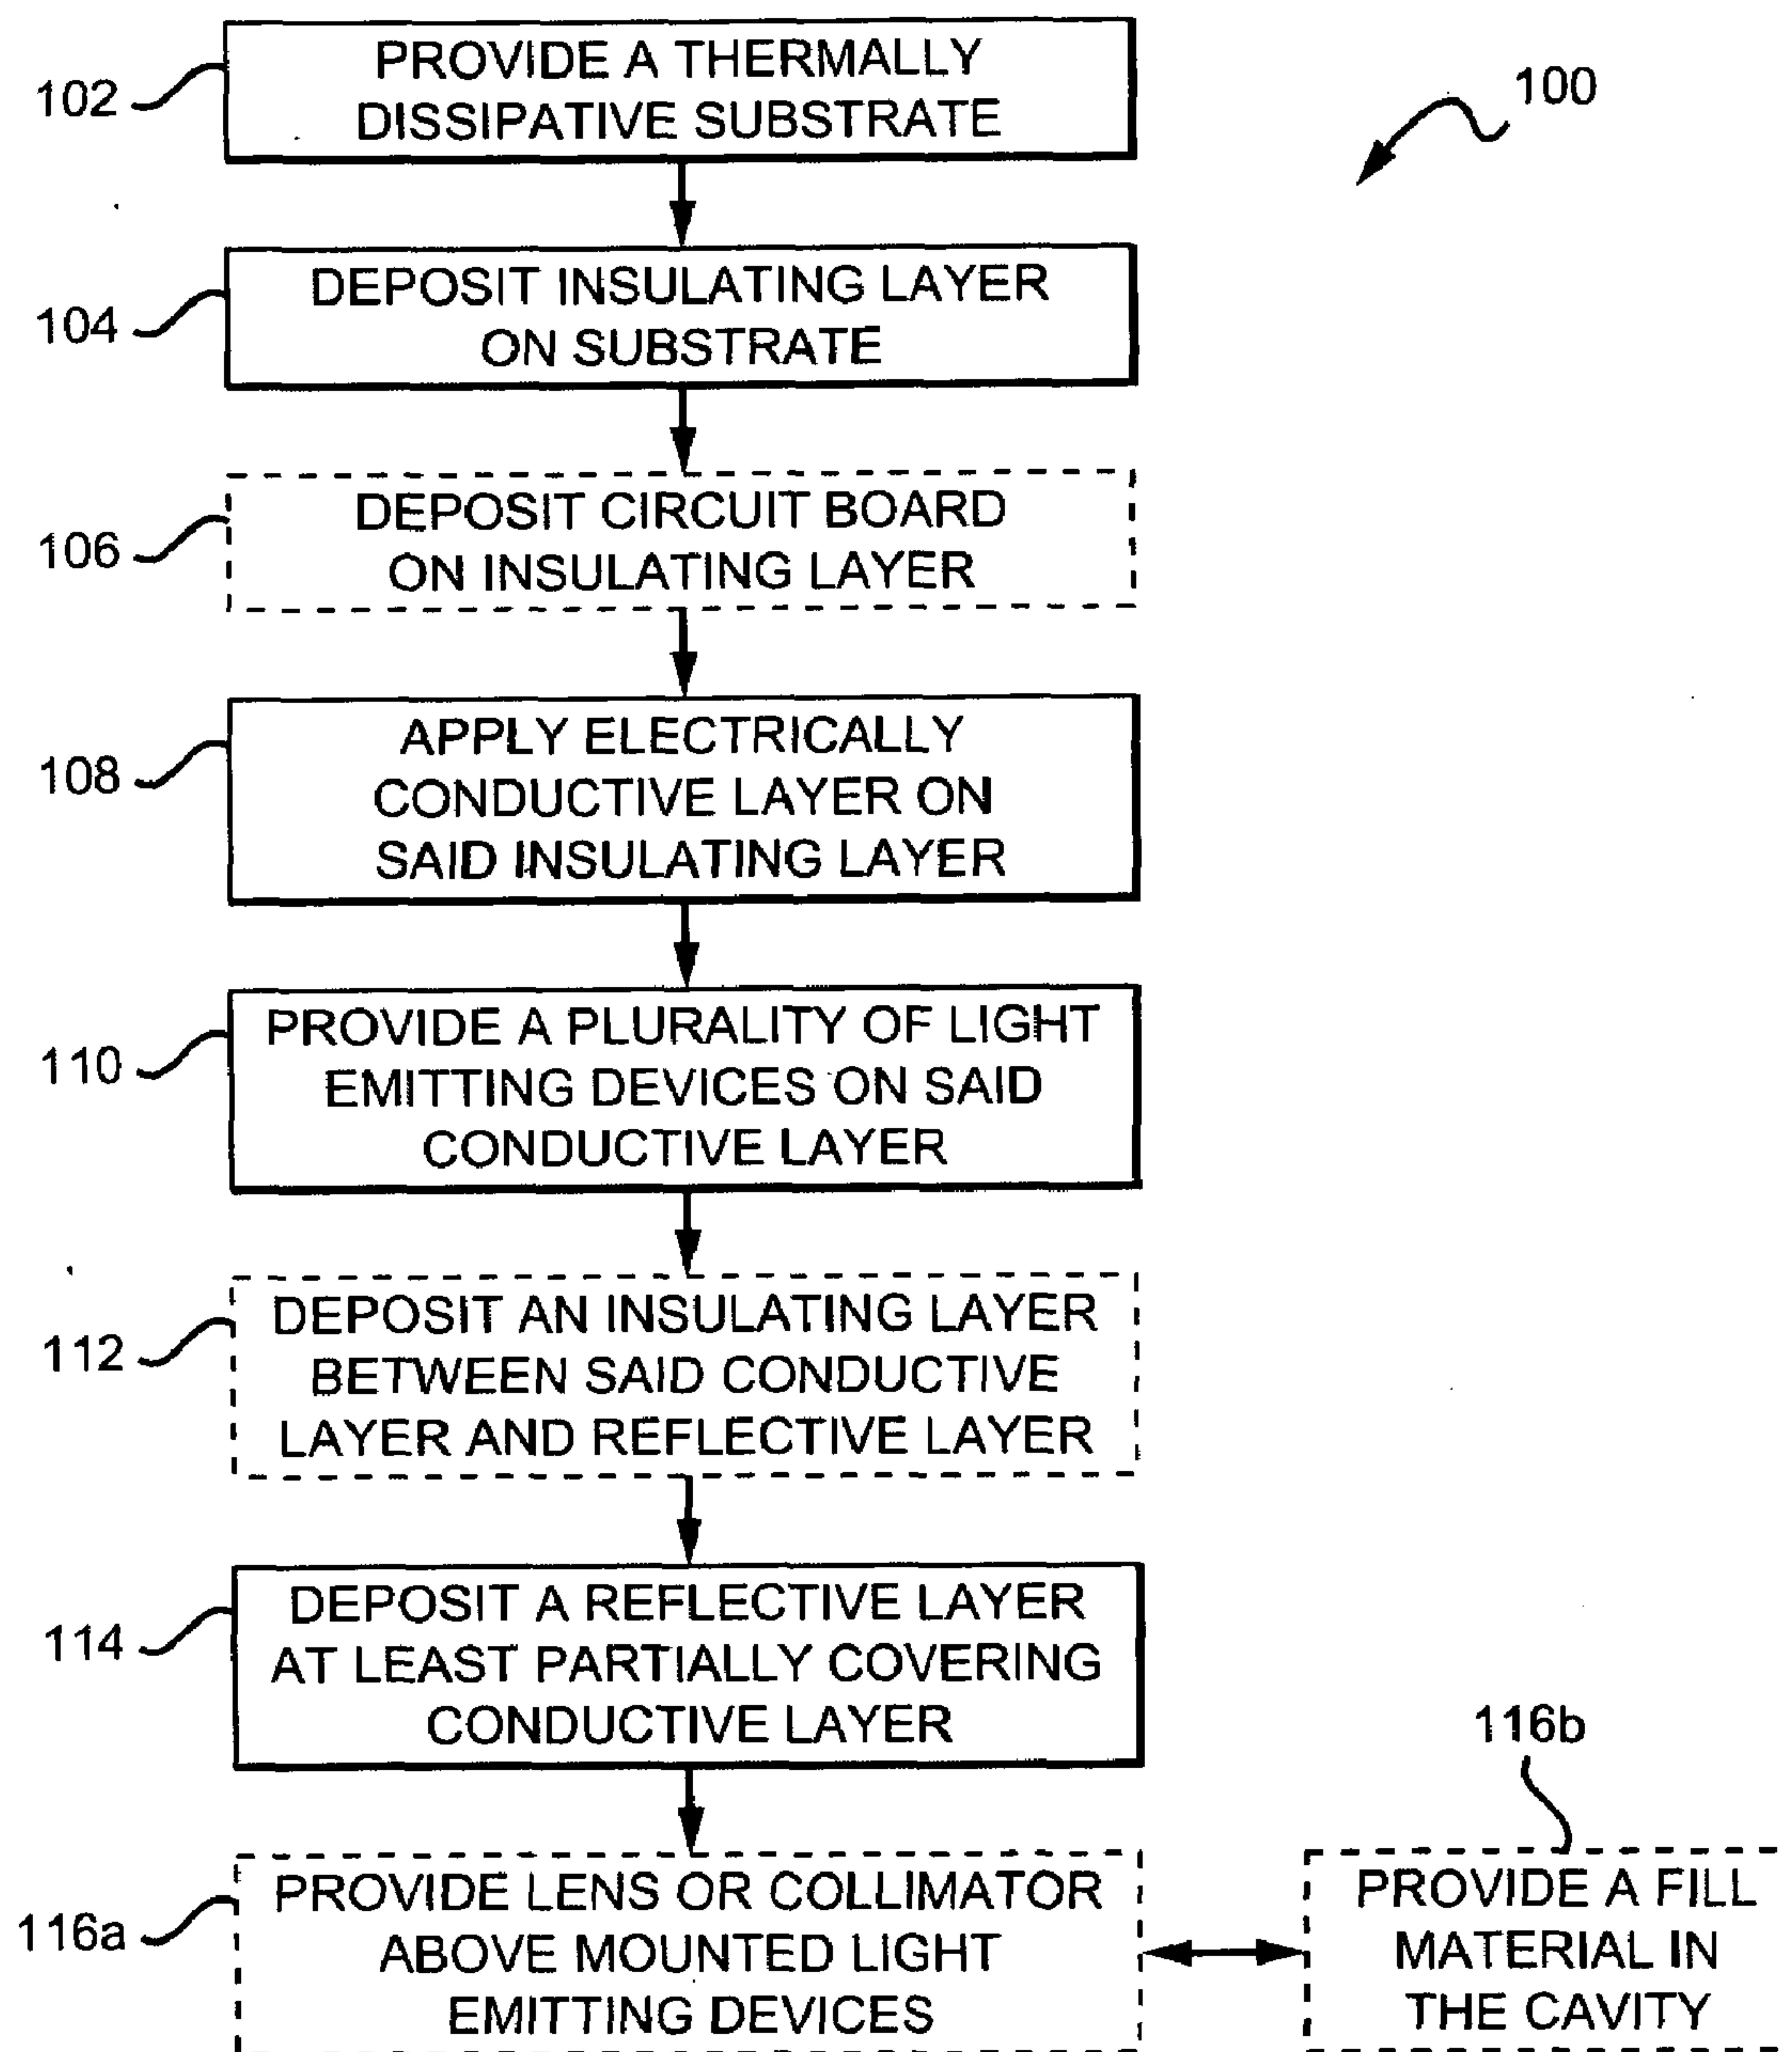 102
PROVIDE A THERMALLY
DISSIPATIVE SUBSTRATE
100
104
DEPOSIT INSULATING LAYER
ON SUBSTRATE
106
DEPOSIT CIRCUIT BOARD
ON INSULATING LAYER
108
APPLY ELECTRICALLY
CONDUCTIVE LAYER ON
SAID INSULATING LAYER
110
PROVIDE A PLURALITY OF LIGHT
EMITTING DEVICES ON SAID
CONDUCTIVE LAYER
112
DEPOSIT AN INSULATING LAYER
BETWEEN SAID CONDUCTIVE
LAYER AND REFLECTIVE LAYER
114
DEPOSIT A REFLECTIVE LAYER
AT LEAST PARTIALLY COVERING
CONDUCTIVE LAYER
116a
PROVIDE LENS OR COLLIMATOR
ABOVE MOUNTED LIGHT
EMITTING DEVICES
116b
PROVIDE A FILL
MATERIAL IN
THE CAVITY